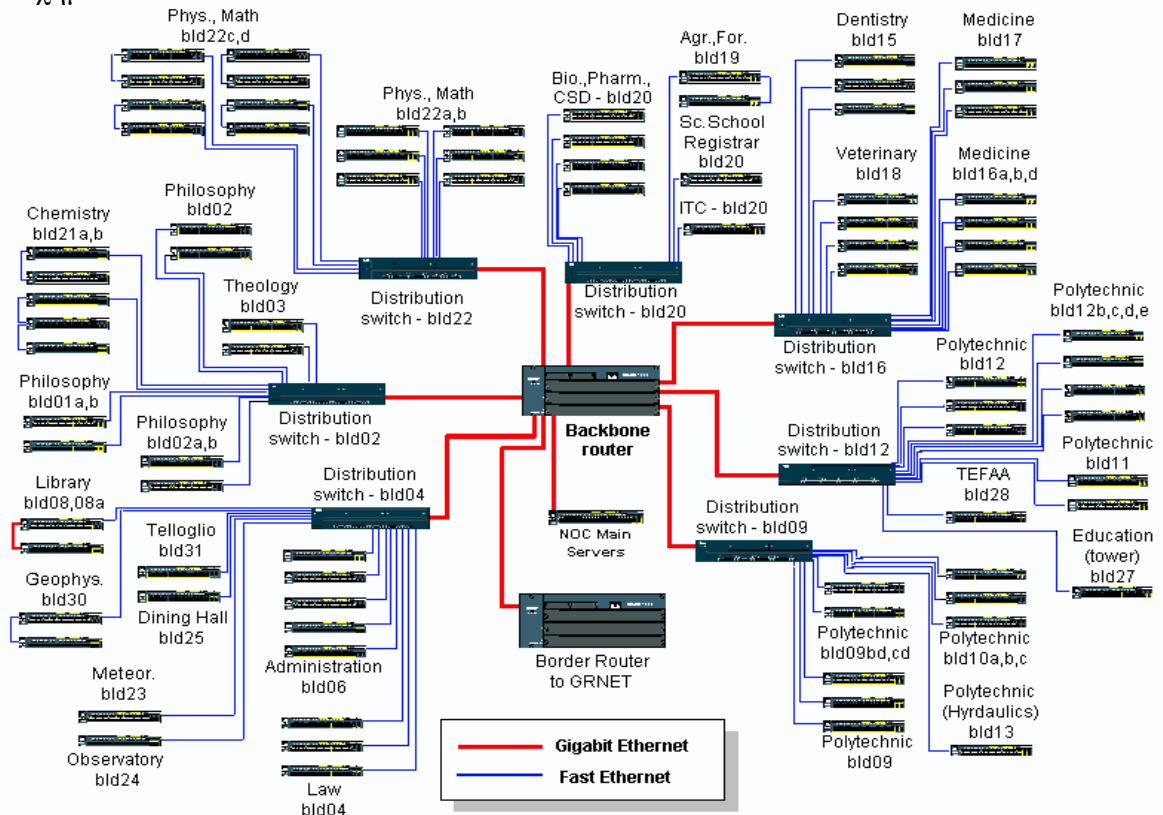 Phys., Math
bld22c,d
Phys., Math
bld22a,b
Bio.,Pharm.,
CSD - bld20
Agr.,For.
bld19
Sc.School
Registrar
bld20
ITC - bld20
Dentistry
bld15
Medicine
bld17
Veterinary
bld18
Medicine
bld16a,b,d
Philosophy
bld02
Chemistry
bld21a,b
Theology
bld03
Distribution
switch - bld22
Distribution
switch - bld20
Distribution
switch - bld16
Polytechnic
bld12b,c,d,e
Polytechnic
bld12
Philosophy
bld01a,b
Philosophy
bld02a,b
Distribution
switch - bld02
Backbone
router
Distribution
switch - bld12
Polytechnic
bld11
TEFAA
bld28
Library
bld08,08a
Distribution
switch - bld04
Telloglio
bld31
NOC Main
Servers
Distribution
switch - bld09
Education
(tower)
bld27
Geophys.
bld30
Dining Hall
bld25
Administration
bld06
Border Router
to GRNET
Polytechnic
bld09bd,cd
Polytechnic
bld10a,b,c
Meteor.
bld23
Observatory
bld24
Law
bld04
Polytechnic
bld09
Polytechnic
(Hyrdaulics)
bld13
Gigabit Ethernet
Fast Ethernet